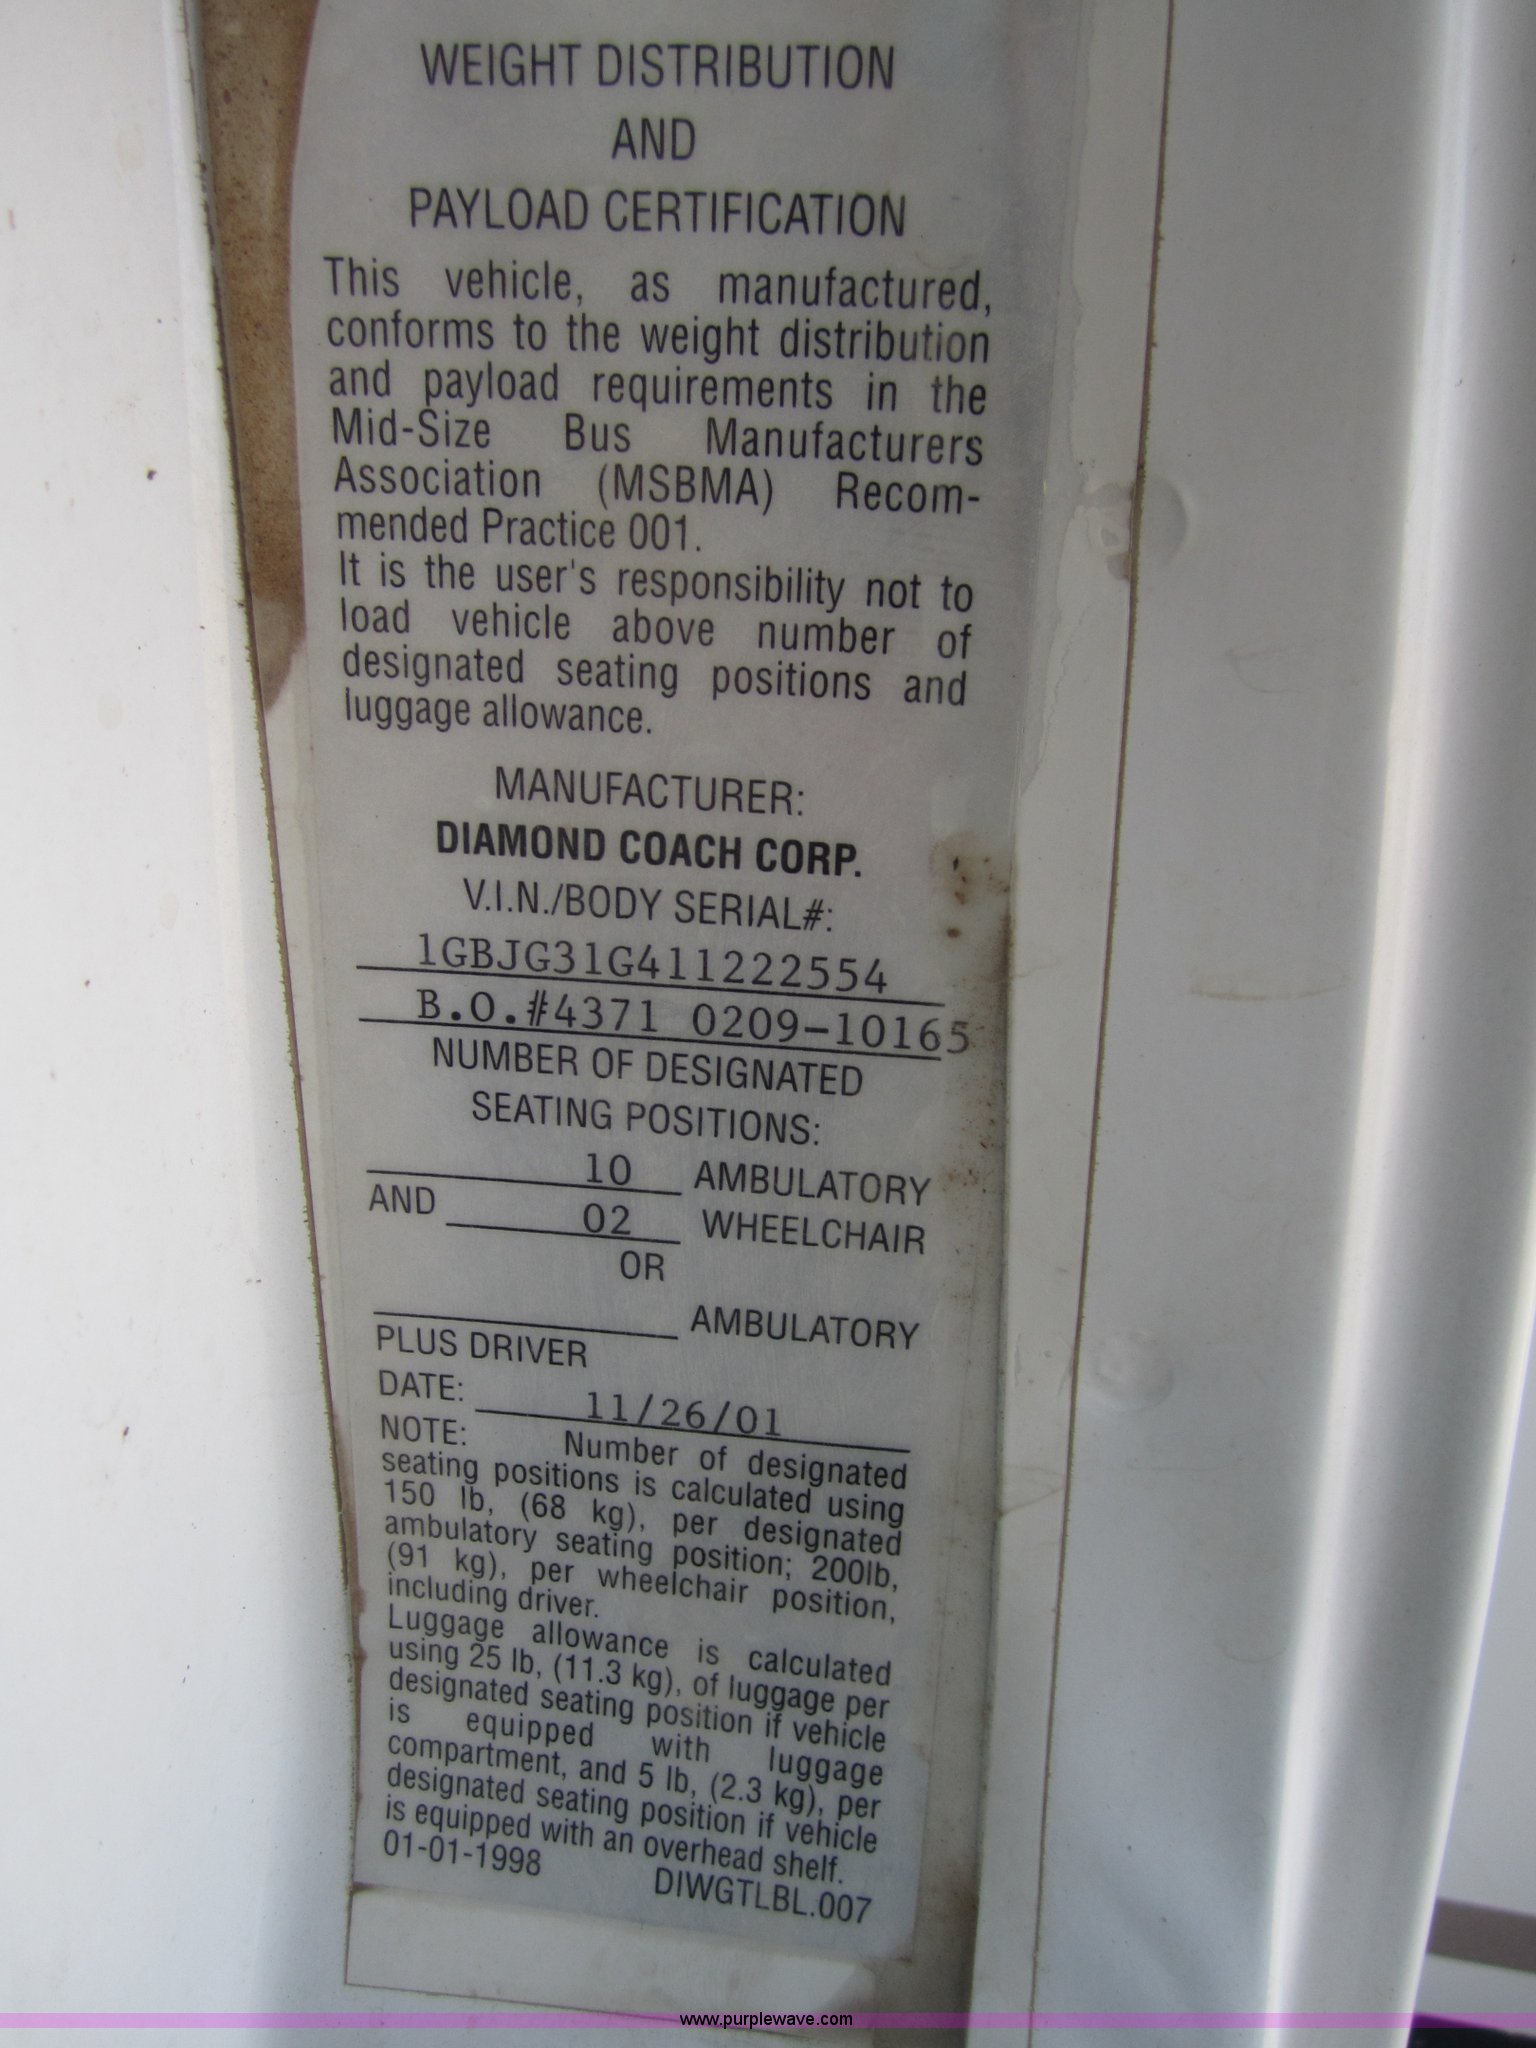 WEIGHT DISTRIBUTION
AND
PAYLOAD CERTIFICATION
This vehicle, as manufactured,
conforms to the weight distribution
and payload requirements in the
Mid-Size Bus Manufacturers
Association (MSBMA) Recom-
mended Practice 001.
It is the user's responsibility not to
load vehicle above number of
designated seating positions and
luggage allowance.
MANUFACTURER:
DIAMOND COACH CORP.
V.I.N./BODY SERIAL#:
1GBJG31G411222554
B.O.#4371 0209-10165
NUMBER OF DESIGNATED
SEATING POSITIONS:
10 AMBULATORY
AND 02 WHEELCHAIR
OR
AMBULATORY
PLUS DRIVER
DATE: 11/26/01
NOTE: Number of designated
seating positions is calculated using
150 lb, (68 kg), per designated
ambulatory seating position; 200lb,
(91 kg), per wheelchair position,
including driver.
Luggage allowance is calculated
using 25 lb, (11.3 kg), of luggage per
designated seating position if vehicle
is equipped with luggage
compartment, and 5 lb, (2.3 kg), per
designated seating position if vehicle
is equipped with an overhead shelf.
01-01-1998 DIWGTLBL.007
www.purplewave.com